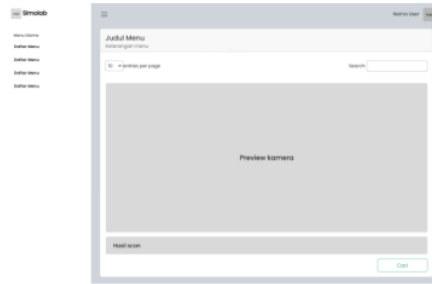 Simolab
Menu Utama
Daftar Menu
Daftar Menu
Daftar Menu
Daftar Menu
Nama User
Judul Menu
Keterangan menu
10 entries per page
Search:
Preview kamera
Hasil scan
Cari